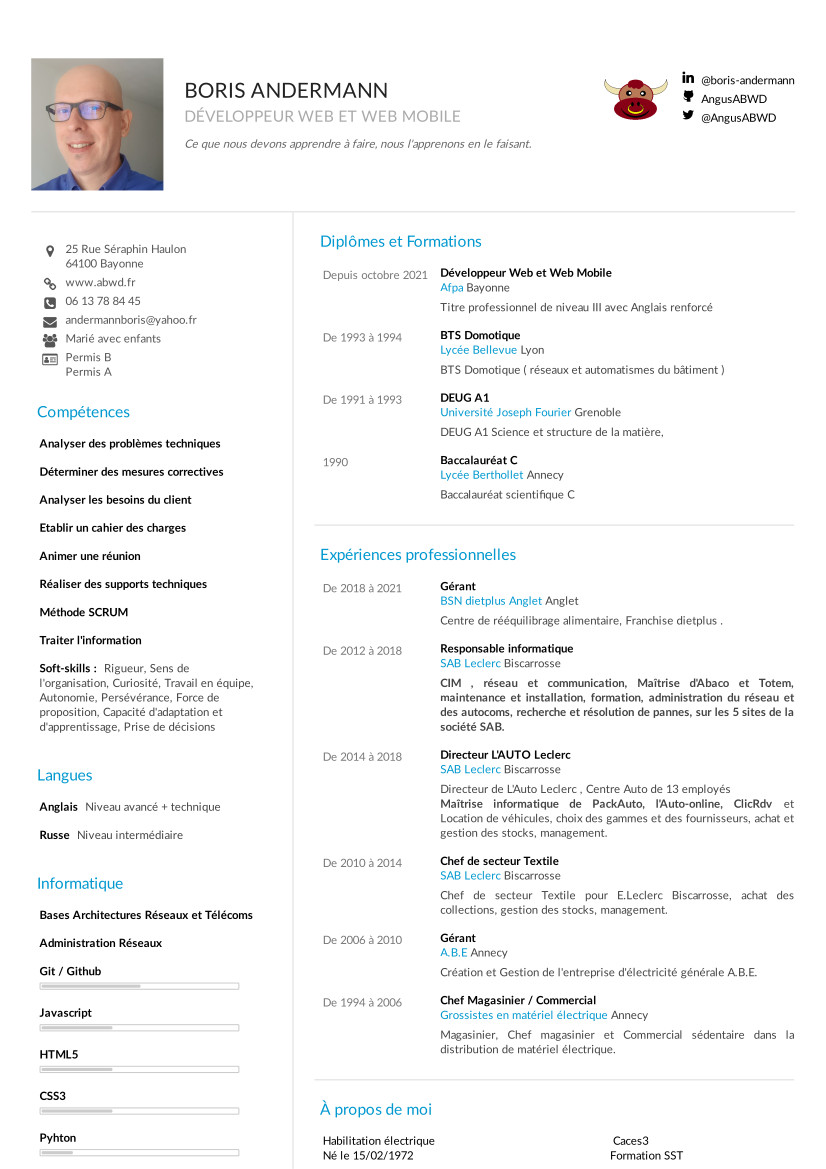 BORIS ANDERMANN
DÉVELOPPEUR WEB ET WEB MOBILE
Ce que nous devons apprendre à faire, nous l'apprenons en le faisant.
@boris-andermann
AngusABWD
@AngusABWD
25 Rue Séraphin Haulon
64100 Bayonne
www.abwd.fr
06 13 78 84 45
andermannboris@yahoo.fr
Marié avec enfants
Permis B
Permis A
Compétences
Analyser des problèmes techniques
Déterminer des mesures correctives
Analyser les besoins du client
Etablir un cahier des charges
Animer une réunion
Réaliser des supports techniques
Méthode SCRUM
Traiter l'information
Soft-skills : Rigueur, Sens de
l'organisation, Curiosité, Travail en équipe,
Autonomie, Persévérance, Force de
proposition, Capacité d'adaptation et
d'apprentissage, Prise de décisions
Langues
Anglais Niveau avancé + technique
Russe Niveau intermédiaire
Informatique
Bases Architectures Réseaux et Télécoms
Administration Réseaux
Git / Github
Javascript
HTML5
CSS3
Pyhton
Diplômes et Formations
Depuis octobre 2021 Développeur Web et Web Mobile
Afpa Bayonne
Titre professionnel de niveau III avec Anglais renforcé
De 1993 à 1994 BTS Domotique
Lycée Bellevue Lyon
BTS Domotique ( réseaux et automatismes du bâtiment )
De 1991 à 1993 DEUG A1
Université Joseph Fourier Grenoble
DEUG A1 Science et structure de la matière,
1990 Baccalauréat C
Lycée Berthollet Annecy
Baccalauréat scientifique C
Expériences professionnelles
De 2018 à 2021 Gérant
BSN dietplus Anglet Anglet
Centre de rééquilibrage alimentaire, Franchise dietplus .
De 2012 à 2018 Responsable informatique
SAB Leclerc Biscarrosse
CIM , réseau et communication, Maîtrise d'Abaco et Totem,
maintenance et installation, formation, administration du réseau et
des autocoms, recherche et résolution de pannes, sur les 5 sites de la
société SAB.
De 2014 à 2018 Directeur L'AUTO Leclerc
SAB Leclerc Biscarrosse
Directeur de L'Auto Leclerc , Centre Auto de 13 employés
Maîtrise informatique de PackAuto, l'Auto-online, ClicRdv et
Location de véhicules, choix des gammes et des fournisseurs, achat et
gestion des stocks, management.
De 2010 à 2014 Chef de secteur Textile
SAB Leclerc Biscarrosse
Chef de secteur Textile pour E.Leclerc Biscarrosse, achat des
collections, gestion des stocks, management.
De 2006 à 2010 Gérant
A.B.E Annecy
Création et Gestion de l'entreprise d'électricité générale A.B.E.
De 1994 à 2006 Chef Magasinier / Commercial
Grossistes en matériel électrique Annecy
Magasinier, Chef magasinier et Commercial sédentaire dans la
distribution de matériel électrique.
À propos de moi
Habilitation électrique Caces3
Né le 15/02/1972 Formation SST